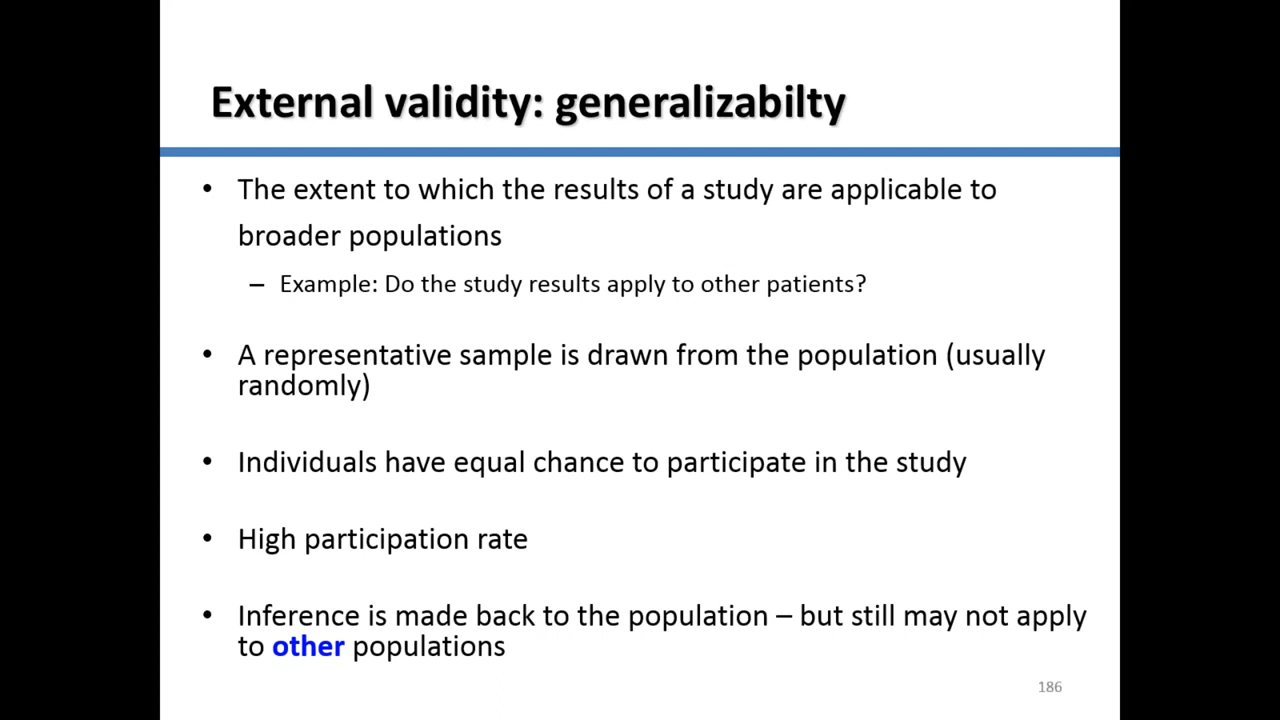 External validity: generalizabilty
• The extent to which the results of a study are applicable to
broader populations
– Example: Do the study results apply to other patients?
• A representative sample is drawn from the population (usually
randomly)
• Individuals have equal chance to participate in the study
• High participation rate
• Inference is made back to the population – but still may not apply
to other populations
186